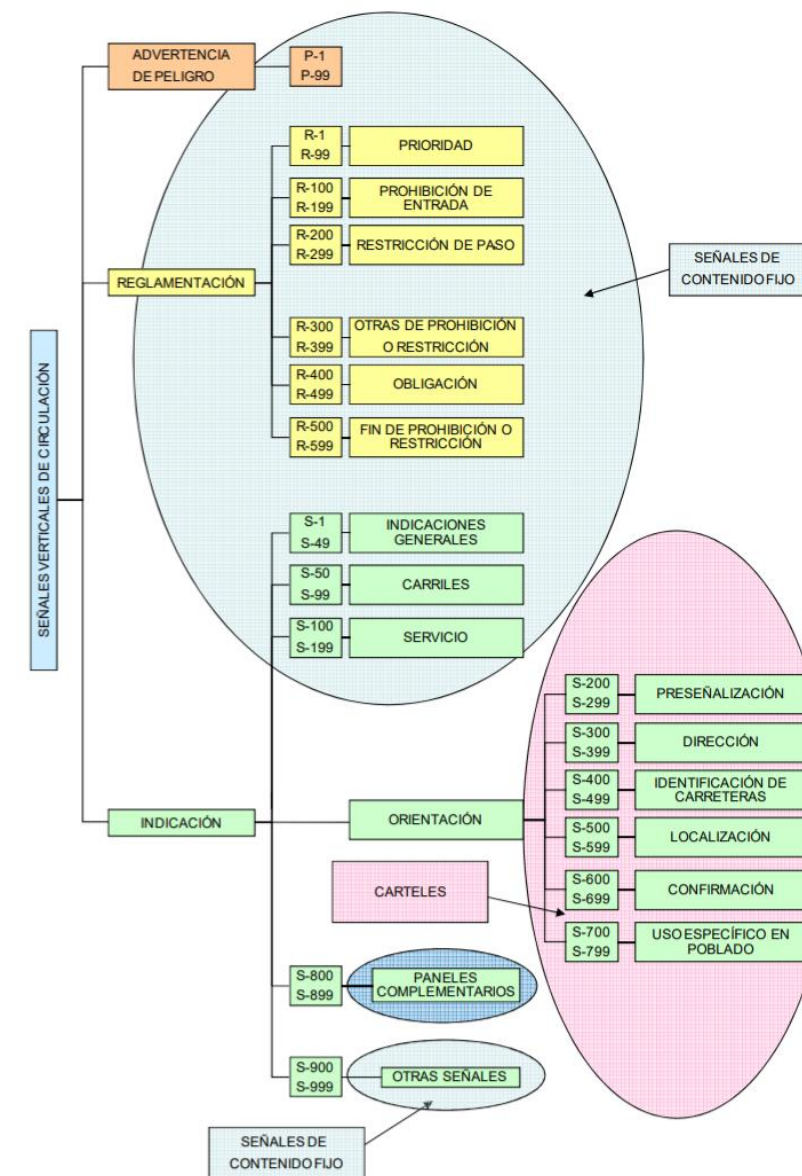 ADVERTENCIA
DE PELIGRO
P-1
P-99
R-1
R-99
PRIORIDAD
R-100
R-199
PROHIBICIÓN DE
ENTRADA
R-200
R-299
RESTRICCIÓN DE PASO
SEÑALES DE
CONTENIDO FIJO
REGLAMENTACIÓN
R-300
R-399
OTRAS DE PROHIBICIÓN
O RESTRICCIÓN
R-400
R-499
OBLIGACIÓN
R-500
R-599
FIN DE PROHIBICIÓN O
RESTRICCIÓN
SEÑALES VERTICALES DE CIRCULACIÓN
S-1
S-49
INDICACIONES
GENERALES
S-50
S-99
CARRILES
S-100
S-199
SERVICIO
S-200
S-299
PRESEÑALIZACIÓN
S-300
S-399
DIRECCIÓN
S-400
S-499
IDENTIFICACIÓN DE
CARRETERAS
INDICACIÓN
ORIENTACIÓN
S-500
S-599
LOCALIZACIÓN
CARTELES
S-600
S-699
CONFIRMACIÓN
S-700
S-799
USO ESPECÍFICO EN
POBLADO
S-800
S-899
PANELES
COMPLEMENTARIOS
S-900
S-999
OTRAS SEÑALES
SEÑALES DE
CONTENIDO FIJO